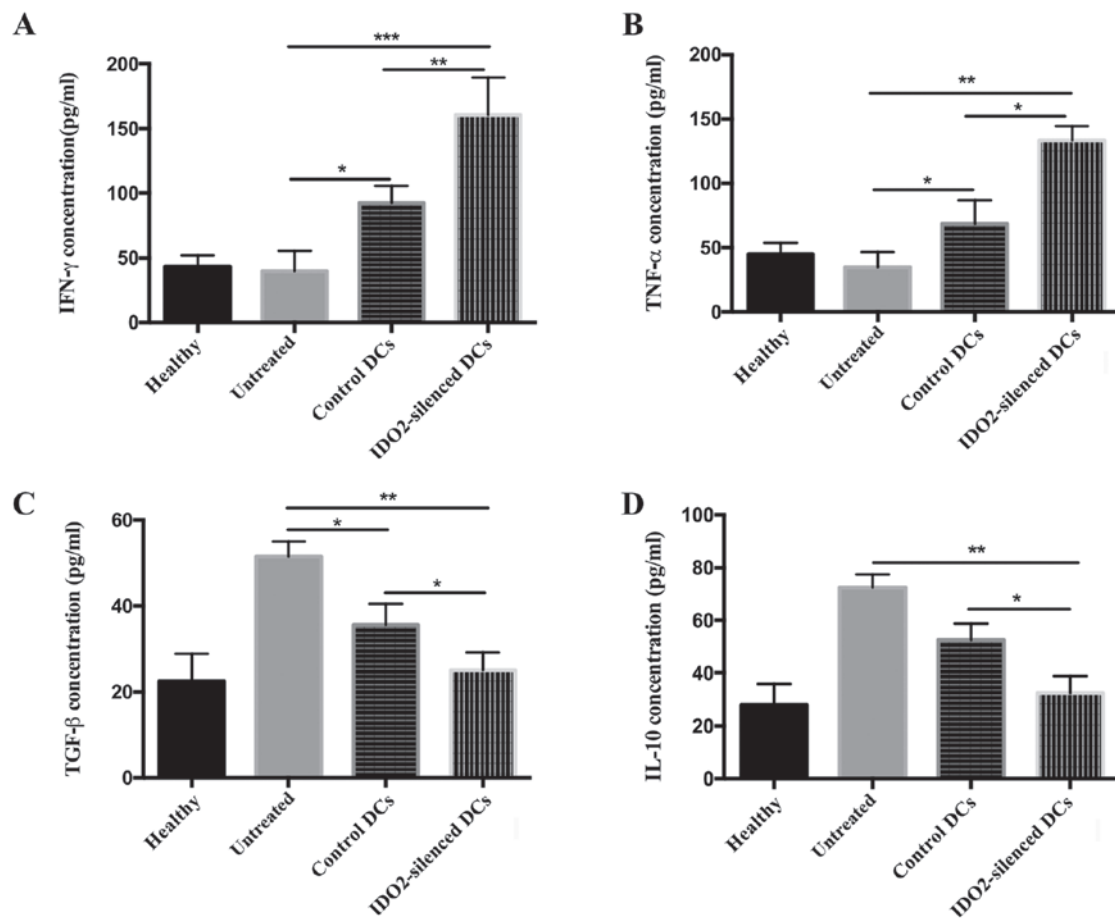 A
IFN-γ concentration(pg/ml)
200
150
100
50
0
***
**
*
Healthy
Untreated
Control DCs
IDO2-silenced DCs
B
TNF-α concentration (pg/ml)
200
150
100
50
0
**
*
*
Healthy
Untreated
Control DCs
IDO2-silenced DCs
C
TGF-β concentration (pg/ml)
60
40
20
0
**
*
*
Healthy
Untreated
Control DCs
IDO2-silenced DCs
D
IL-10 concentration (pg/ml)
100
80
60
40
20
0
**
*
Healthy
Untreated
Control DCs
IDO2-silenced DCs